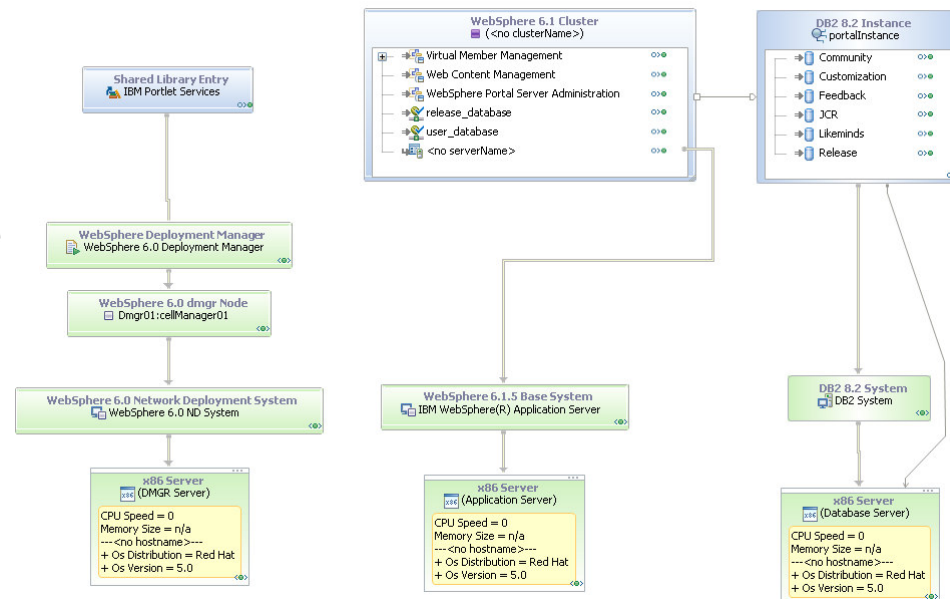 Shared Library Entry
IBM Portlet Services
WebSphere Deployment Manager
WebSphere 6.0 Deployment Manager
WebSphere 6.0 dmgr Node
Dmgr01:cellManager01
WebSphere 6.0 Network Deployment System
WebSphere 6.0 ND System
x86 Server
x86
(DMGR Server)
CPU Speed = 0
Memory Size = n/a
---<no hostname>---
+ Os Distribution = Red Hat
+ Os Version = 5.0
WebSphere 6.1 Cluster
(<no clusterName>)
Virtual Member Management
Web Content Management
WebSphere Portal Server Administration
release_database
user_database
<no serverName>
WebSphere 6.1.5 Base System
IBM WebSphere(R) Application Server
x86 Server
x86
(Application Server)
CPU Speed = 0
Memory Size = n/a
---<no hostname>---
+ Os Distribution = Red Hat
+ Os Version = 5.0
DB2 8.2 Instance
portalInstance
Community
Customization
Feedback
JCR
Likeminds
Release
DB2 8.2 System
DB2 System
x86 Server
x86
(Database Server)
CPU Speed = 0
Memory Size = n/a
---<no hostname>---
+ Os Distribution = Red Hat
+ Os Version = 5.0